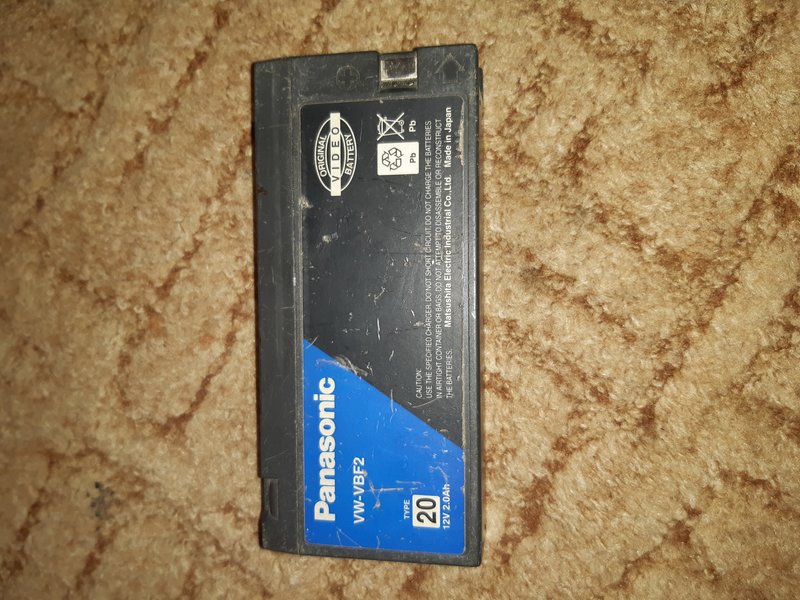 Panasonic
VW-VBF2
TYPE
20
12V 2.0Ah
ORIGINAL
VIDEO
BATTERY
Pb
Pb
CAUTION:
USE THE SPECIFIED CHARGER. DO NOT SHORT CIRCUIT. DO NOT CHARGE THE BATTERIES
IN AIRTIGHT CONTAINER OR BAGS. DO NOT ATTEMPT TO DISASSEMBLE OR RECONSTRUCT
THE BATTERIES.
Matsushita Electric Industrial Co., Ltd. Made in Japan